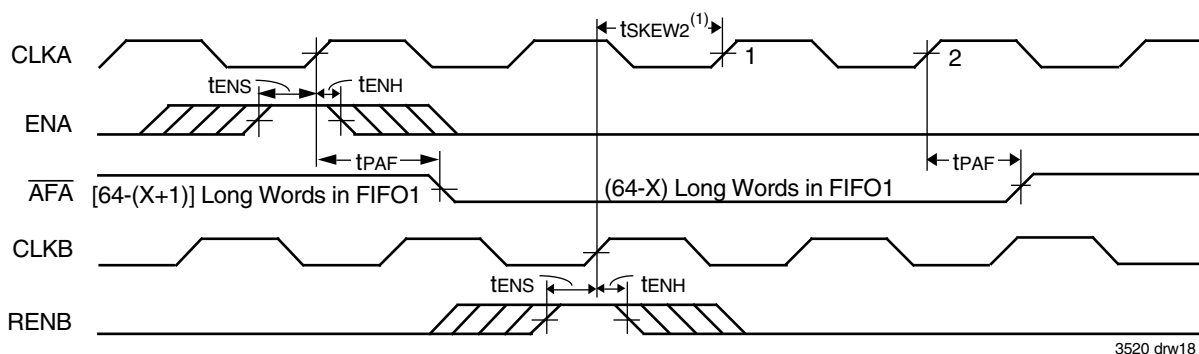 tSKEW2(1)
CLKA
1
2
tENS
tENH
ENA
tPAF
tPAF
AFA
[64-(X+1)] Long Words in FIFO1
(64-X) Long Words in FIFO1
CLKB
tENS
tENH
RENB
3520 drw18